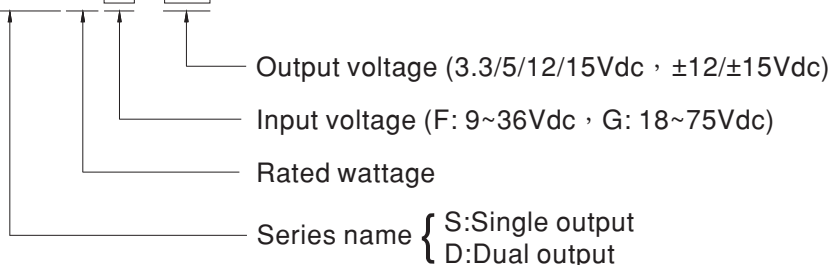 Output voltage (3.3/5/12/15Vdc，±12/±15Vdc)
Input voltage (F: 9~36Vdc，G: 18~75Vdc)
Rated wattage
Series name { S:Single output
D:Dual output